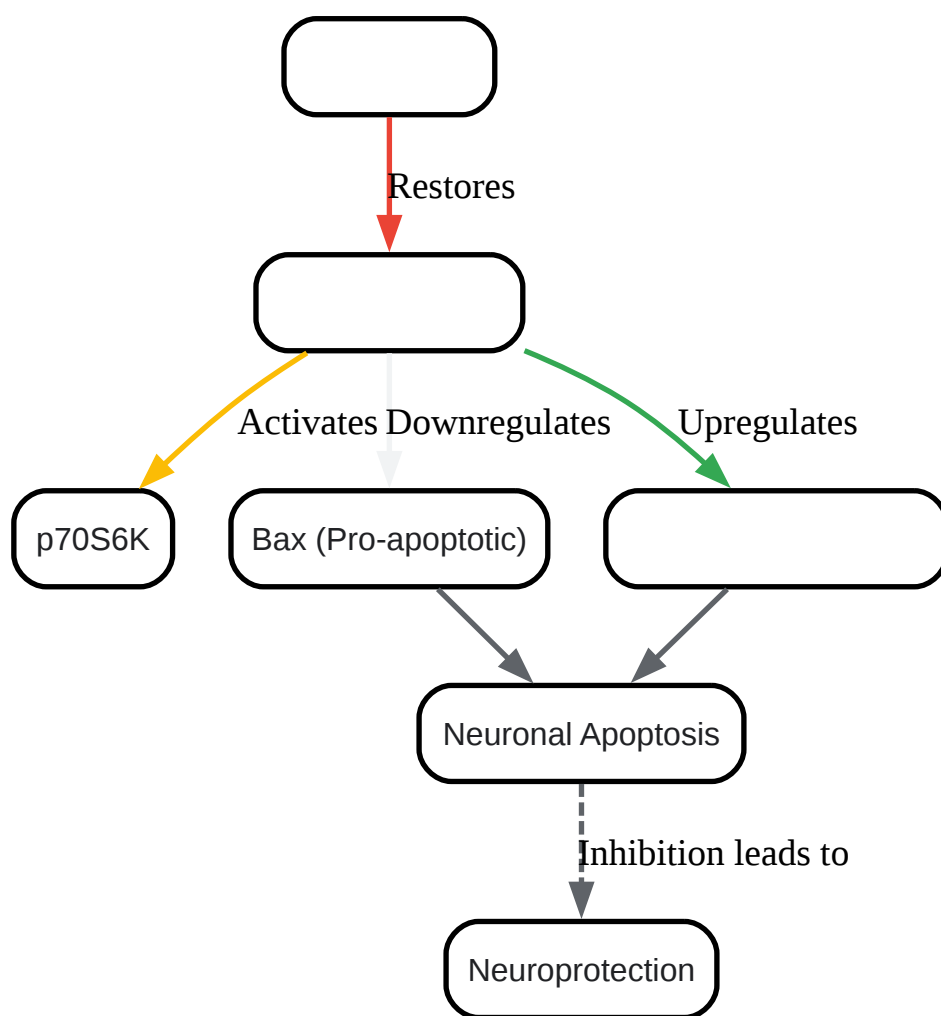 Restores
Activates
Downregulates
Upregulates
p70S6K
Bax (Pro-apoptotic)
Neuronal Apoptosis
Inhibition leads to
Neuroprotection